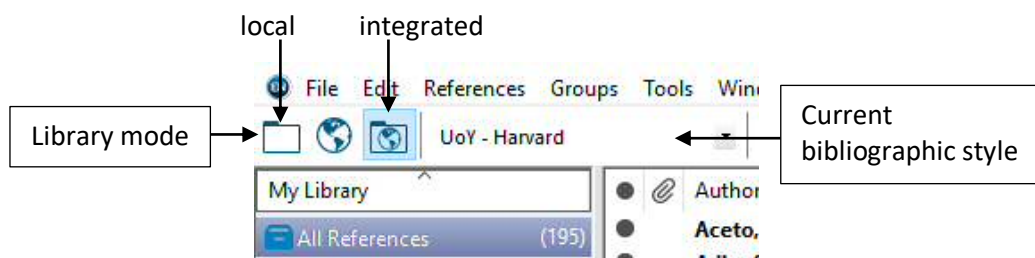 local integrated
File Edit References Groups Tools
Library mode
UoY - Harvard
Current
bibliographic style
My Library
Author
All References (195)
Aceto,